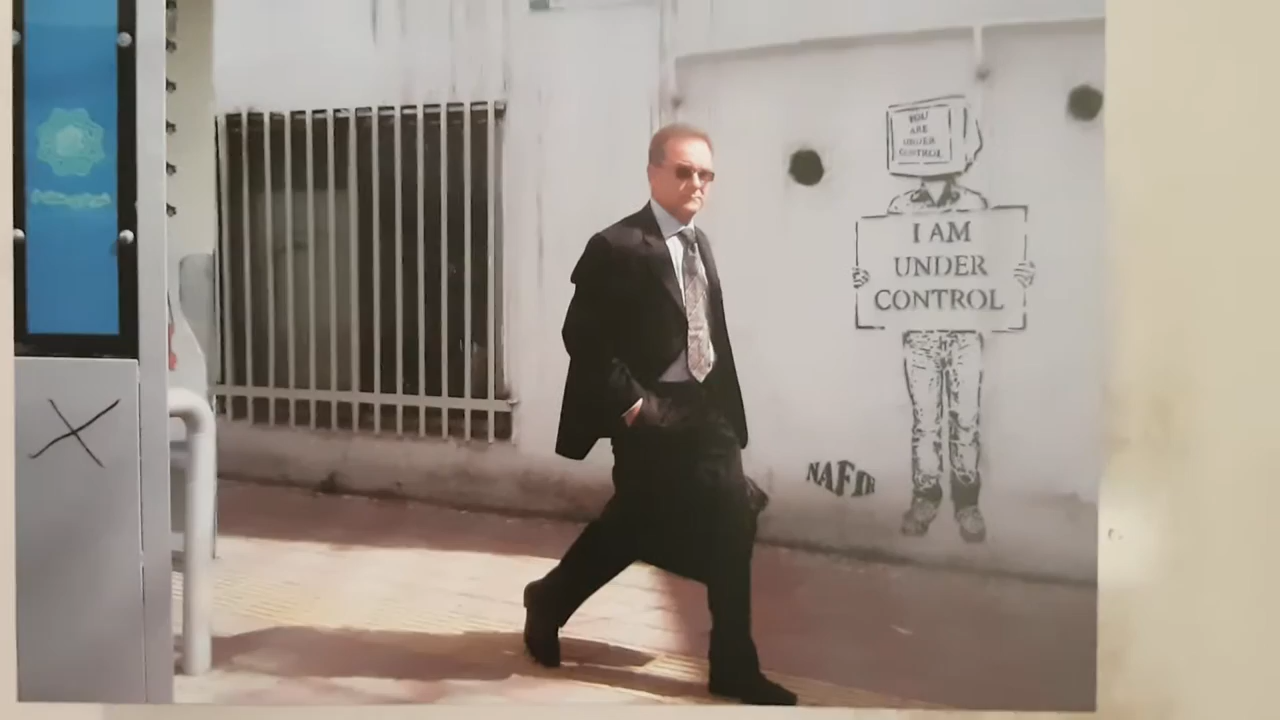 YOU
ARE
UNDER
CONTROL
I AM
UNDER
CONTROL
NAFIR